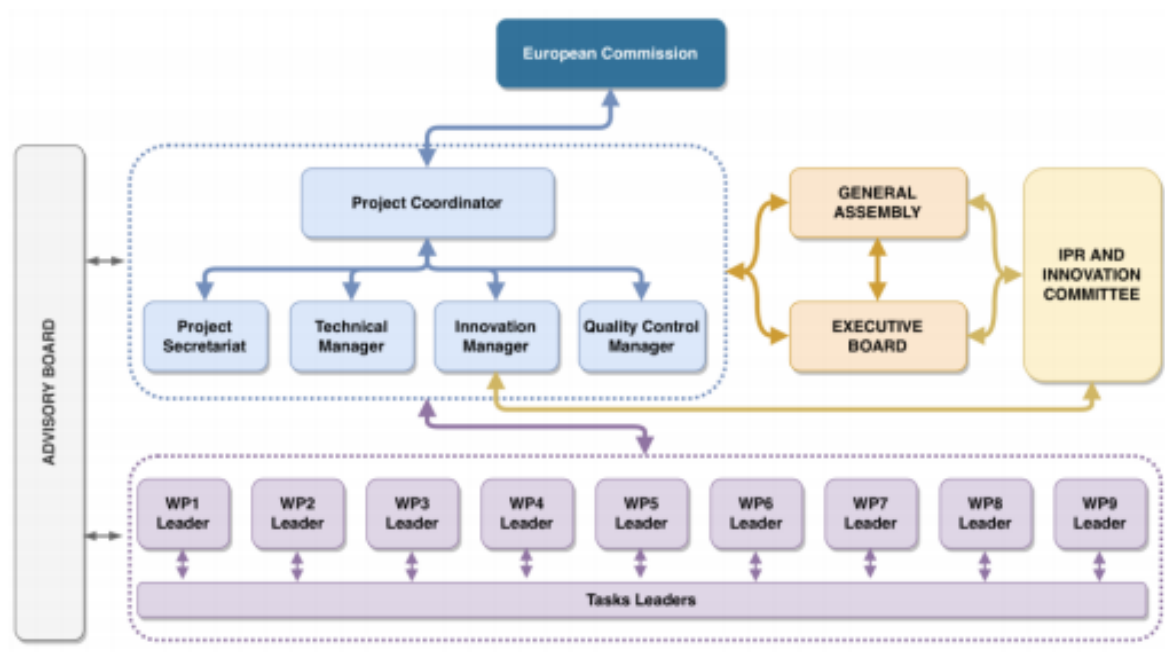 European Commission
Project Coordinator
GENERAL
ASSEMBLY
IPR AND
INNOVATION
COMMITTEE
Project
Secretariat
Technical
Manager
Innovation
Manager
Quality Control
Manager
EXECUTIVE
BOARD
ADVISORY BOARD
WP1
Leader
WP2
Leader
WP3
Leader
WP4
Leader
WP5
Leader
WP6
Leader
WP7
Leader
WP8
Leader
WP9
Leader
Tasks Leaders